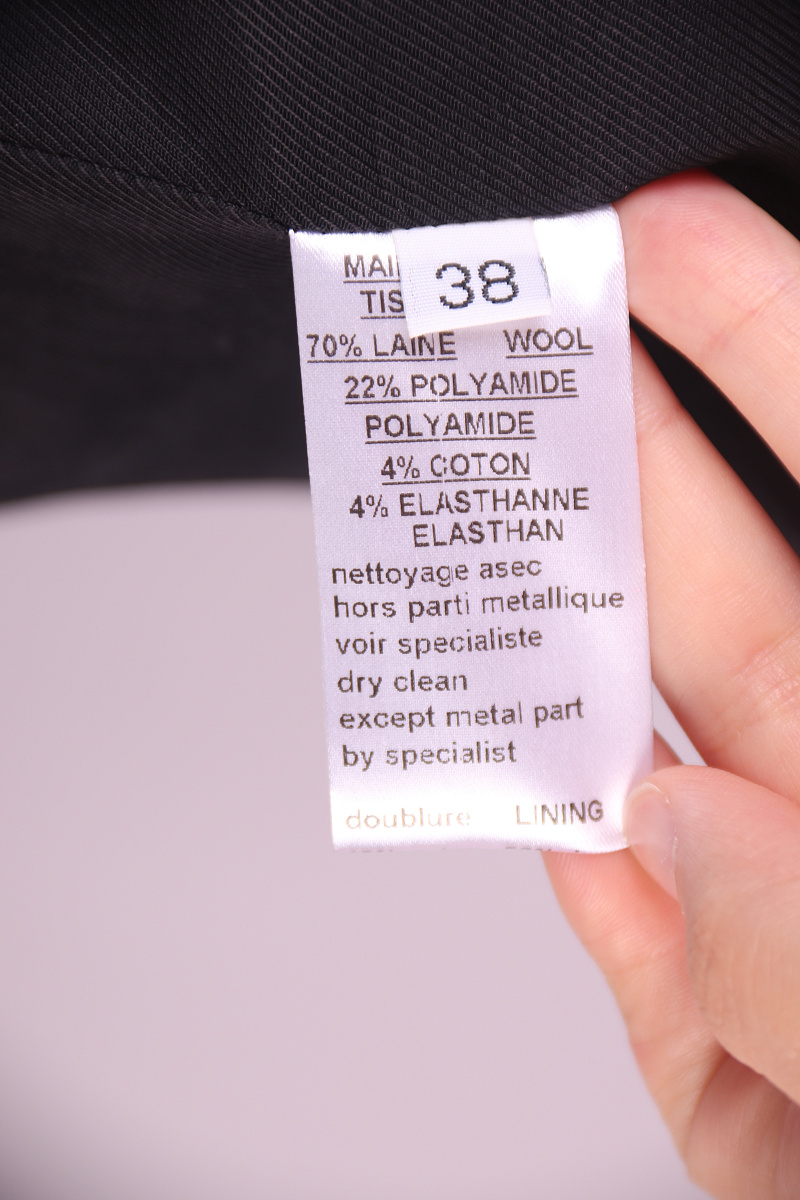 38
70% LAINE WOOL
22% POLYAMIDE
POLYAMIDE
4% COTON
4% ELASTHANNE
ELASTHAN
nettoyage asec
hors parti metallique
voir specialiste
dry clean
except metal part
by specialist
doublure LINING